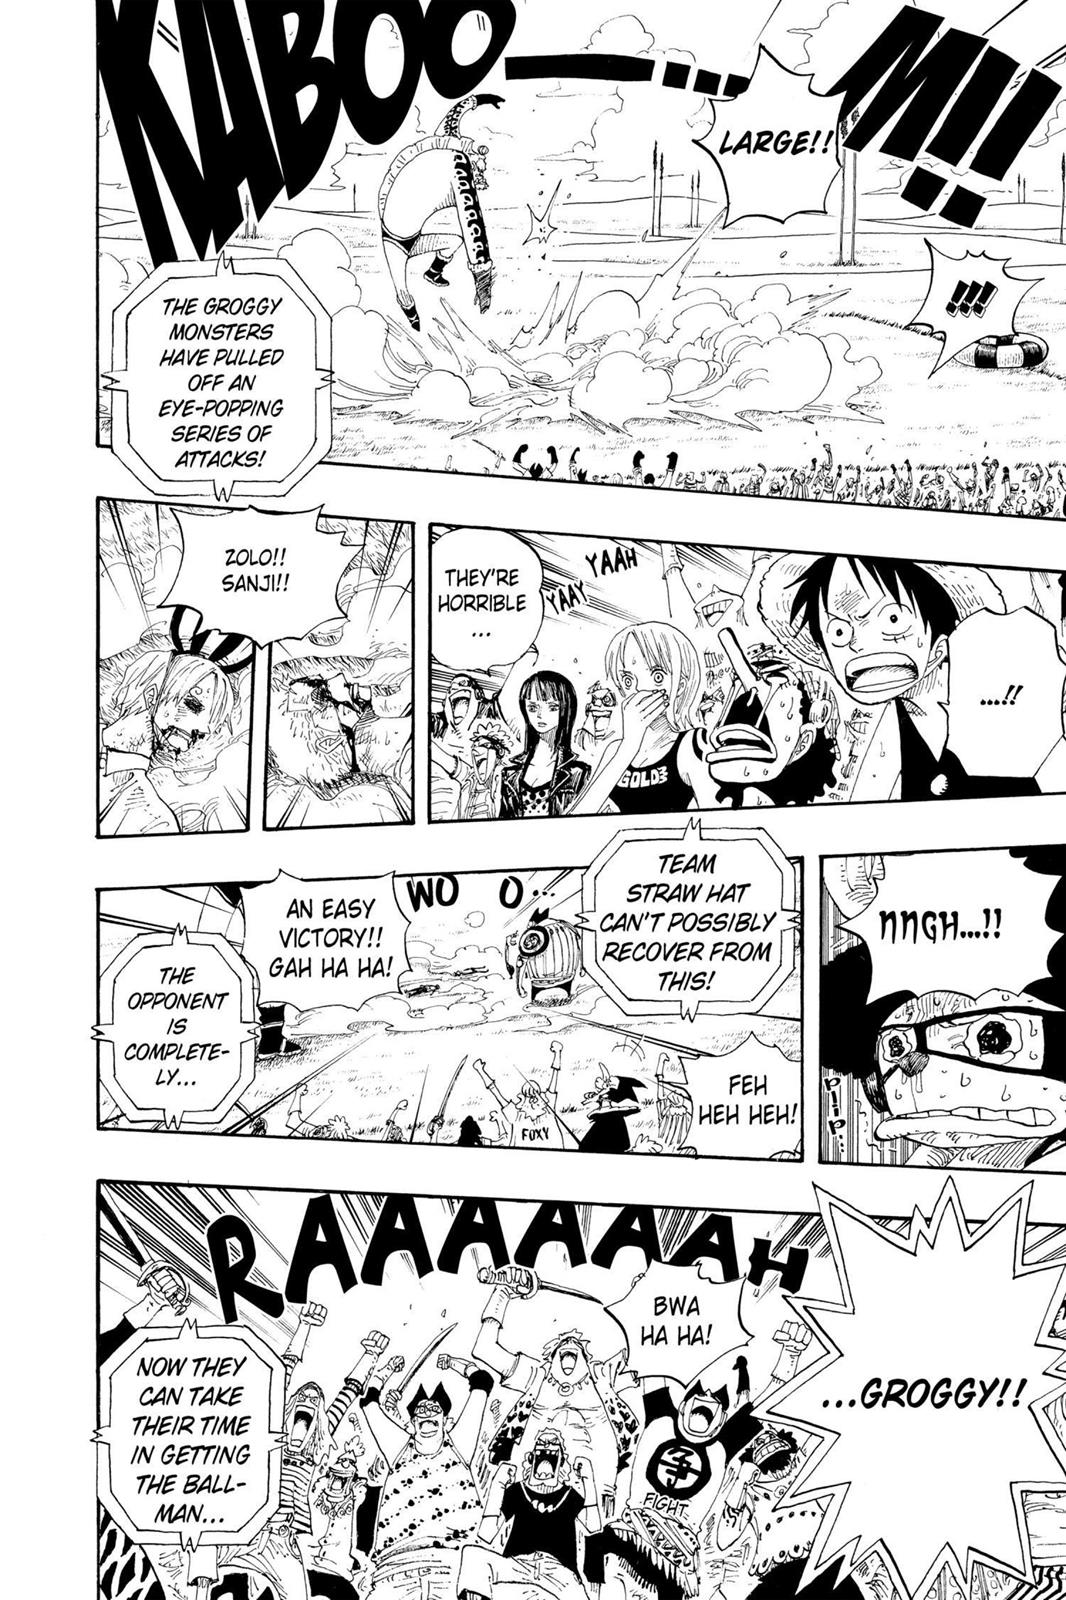 KABOO
M!!
LARGE!!
!!!
THE GROGGY
MONSTERS
HAVE PULLED
OFF AN
EYE-POPPING
SERIES OF
ATTACKS!
...!!
YAAH
YAAY
THEY'RE
HORRIBLE
...
GOLD3
ZOLO!!
SANJI!!
NNGH...!!
plip...
TEAM
STRAW HAT
CAN'T POSSIBLY
RECOVER FROM
THIS!
WO O...
AN EASY
VICTORY!!
GAH HA HA!
THE
OPPONENT
IS
COMPLETE-
LY...
FEH
HEH HEH!
FOXY
...GROGGY!!
RAAAAAAH
BWA
HA HA!
FIGHT
NOW THEY
CAN TAKE
THEIR TIME
IN GETTING
THE BALL-
MAN...